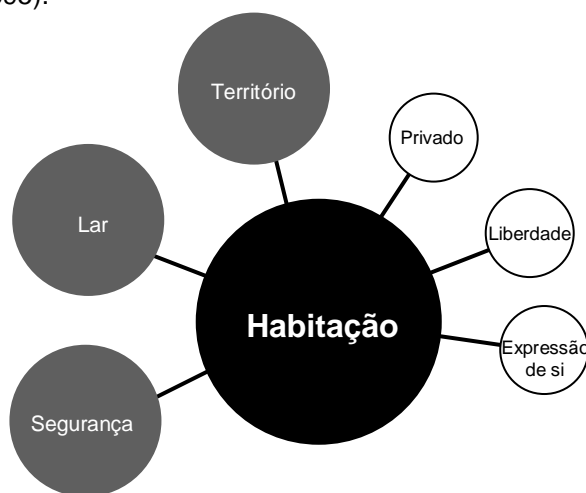 Território
Privado
Lar
Liberdade
Habitação
Expressão
de si
Segurança